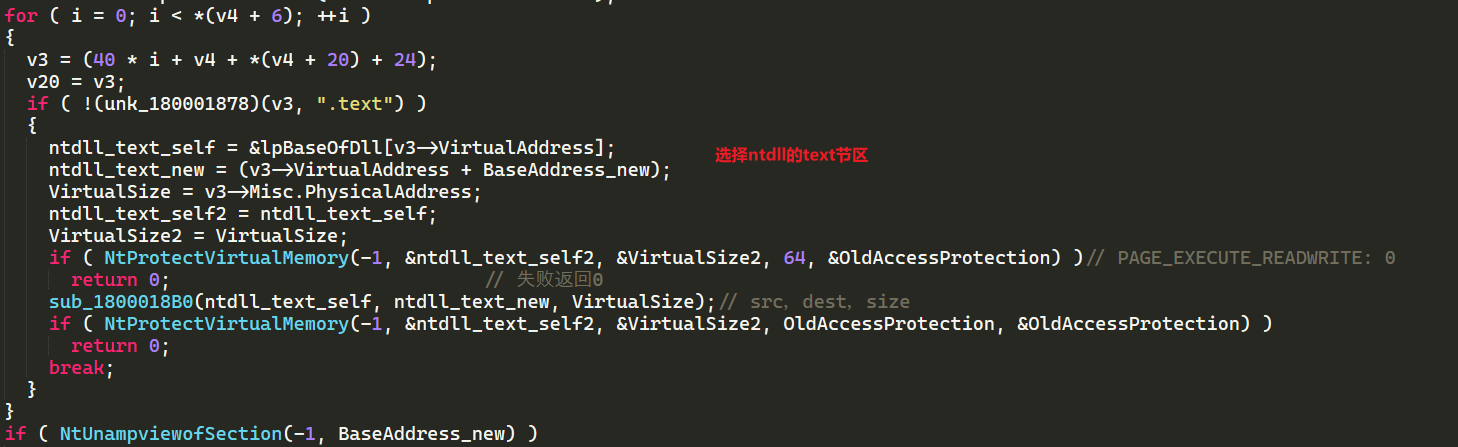 for ( i = 0; i < *(v4 + 6); ++i )
{
v3 = (40 * i + v4 + *(v4 + 20) + 24);
v20 = v3;
if ( !(unk_180001878)(v3, ".text") )
{
ntdll_text_self = &lpBaseOfDll[v3->VirtualAddress];
选择ntdll的text节区
ntdll_text_new = (v3->VirtualAddress + BaseAddress_new);
VirtualSize = v3->Misc.PhysicalAddress;
ntdll_text_self2 = ntdll_text_self;
VirtualSize2 = VirtualSize;
if ( NtProtectVirtualMemory(-1, &ntdll_text_self2, &VirtualSize2, 64, &OldAccessProtection) )// PAGE_EXECUTE_READWRITE: 0
return 0; // 失败返回0
sub_1800018B0(ntdll_text_self, ntdll_text_new, VirtualSize);// src, dest, size
if ( NtProtectVirtualMemory(-1, &ntdll_text_self2, &VirtualSize2, OldAccessProtection, &OldAccessProtection) )
return 0;
break;
}
}
if ( NtUnampviewofSection(-1, BaseAddress_new) )